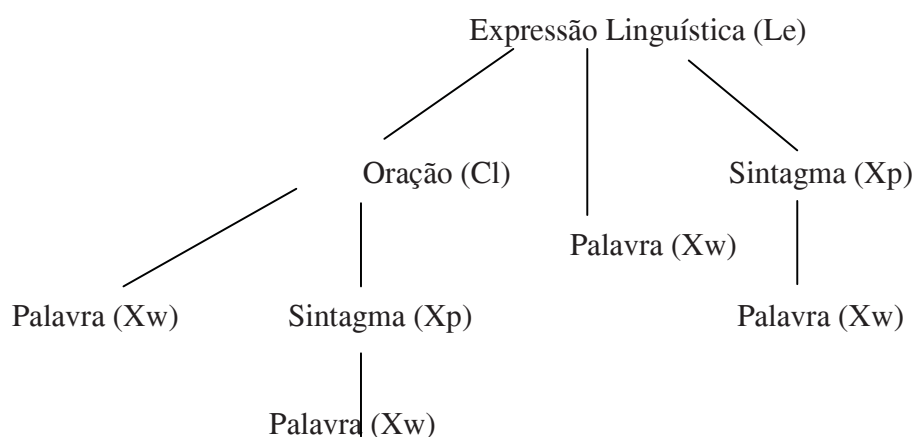 Expressão Linguística (Le)
Oração (Cl)
Sintagma (Xp)
Palavra (Xw)
Palavra (Xw)
Sintagma (Xp)
Palavra (Xw)
Palavra (Xw)